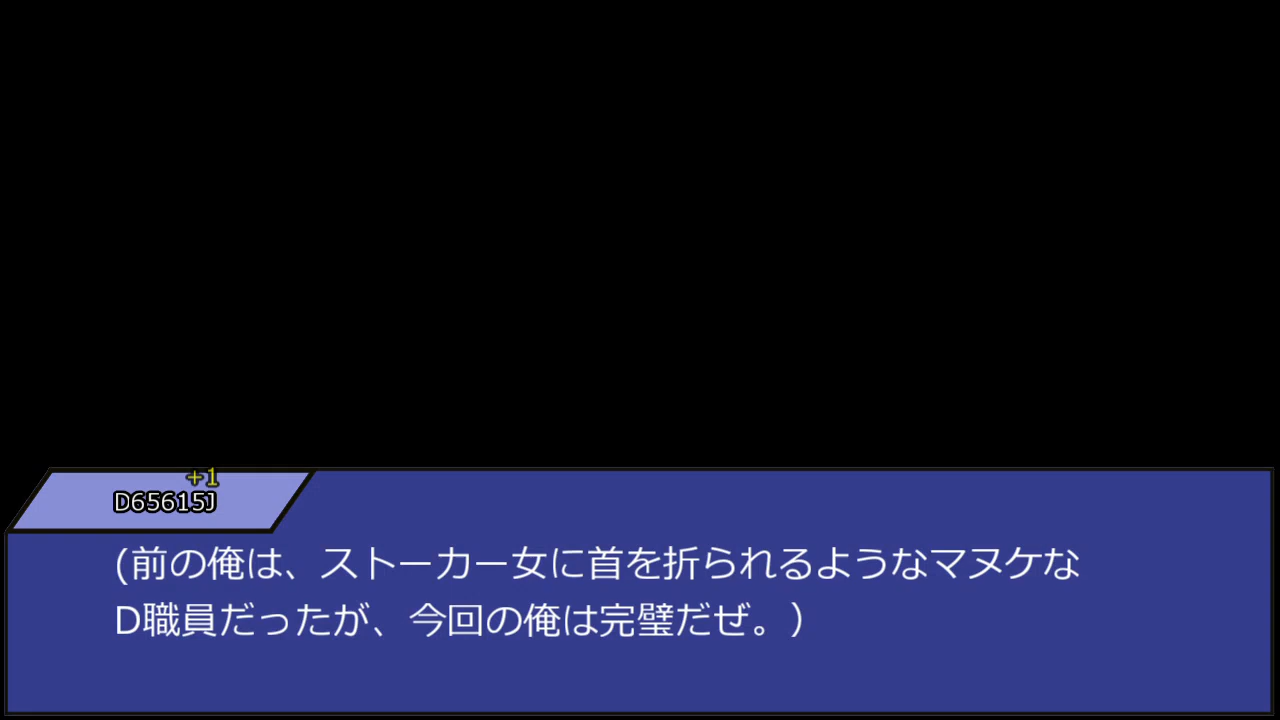 +1
D65615J
(前の俺は、ストーカー女に首を折られるようなマヌケな
D職員だったが、今回の俺は完璧だぜ。)